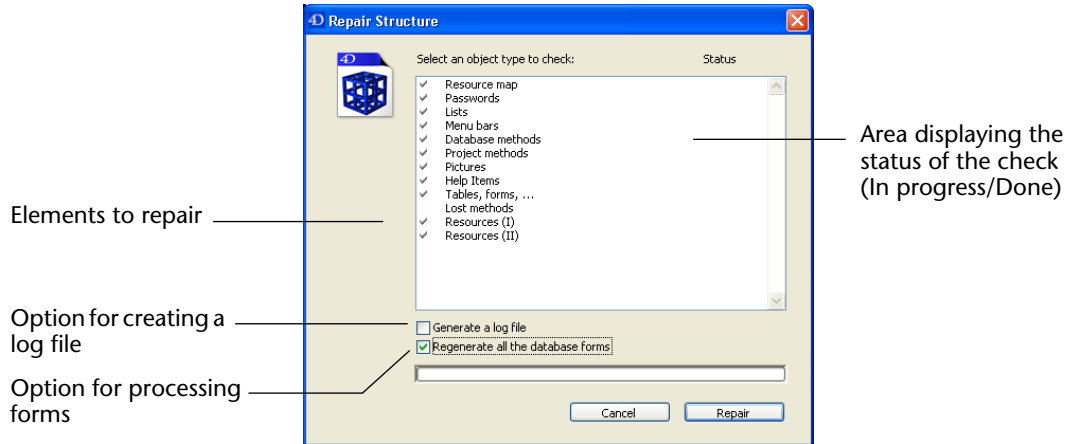 4D Repair Structure
4D
Select an object type to check: Status
Resource map
Passwords
Lists
Menu bars
Database methods
Project methods
Pictures
Help Items
Tables, forms, ...
Lost methods
Resources (I)
Resources (II)
Area displaying the
status of the check
(In progress/Done)
Elements to repair
Option for creating a
log file
Generate a log file
Regenerate all the database forms
Option for processing
forms
Cancel Repair